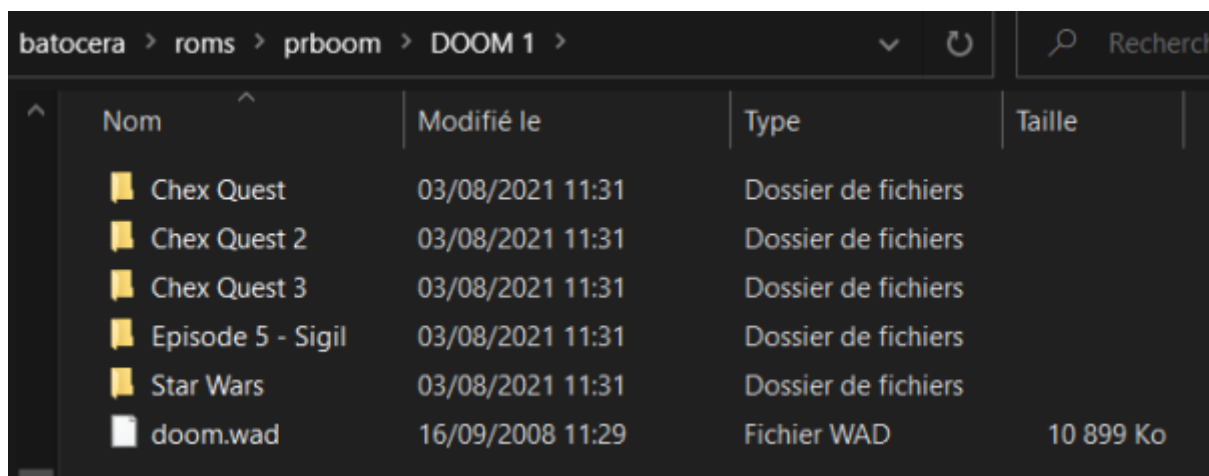 batocera > roms > prboom > DOOM 1 > Recherch
Nom Modifié le Type Taille
Chex Quest 03/08/2021 11:31 Dossier de fichiers
Chex Quest 2 03/08/2021 11:31 Dossier de fichiers
Chex Quest 3 03/08/2021 11:31 Dossier de fichiers
Episode 5 - Sigil 03/08/2021 11:31 Dossier de fichiers
Star Wars 03/08/2021 11:31 Dossier de fichiers
doom.wad 16/09/2008 11:29 Fichier WAD 10 899 Ko